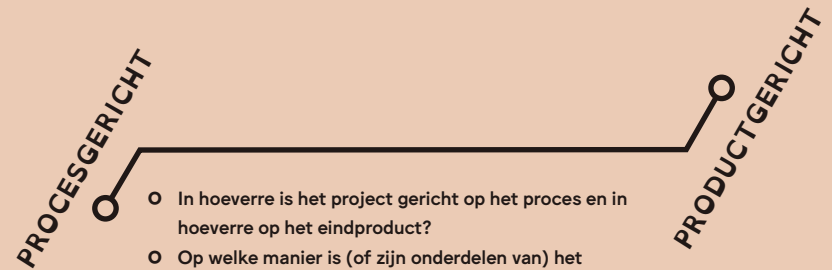 PROCESGERICHT
PRODUCTGERICHT
In hoeverre is het project gericht op het proces en in
hoeverre op het eindproduct?
Op welke manier is (of zijn onderdelen van) het